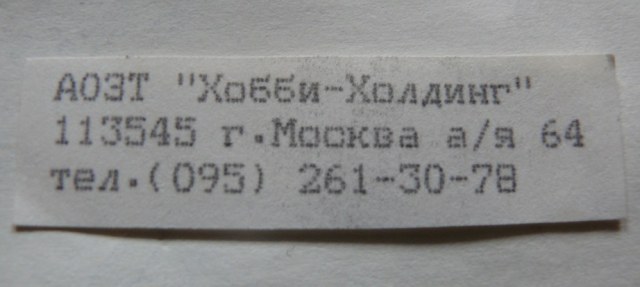 АОЗТ "Хобби-Холдинг"
113545 г.Москва а/я 64
тел.(095) 261-30-78